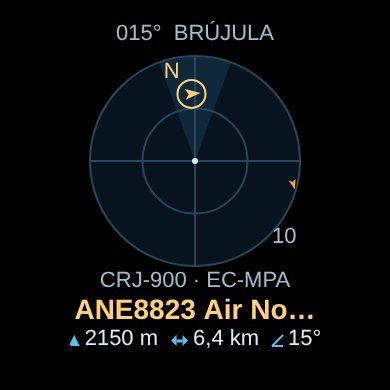 015° BRÚJULA
N
10
CRJ-900 · EC-MPA
ANE8823 Air No…
2150 m 6,4 km 15°